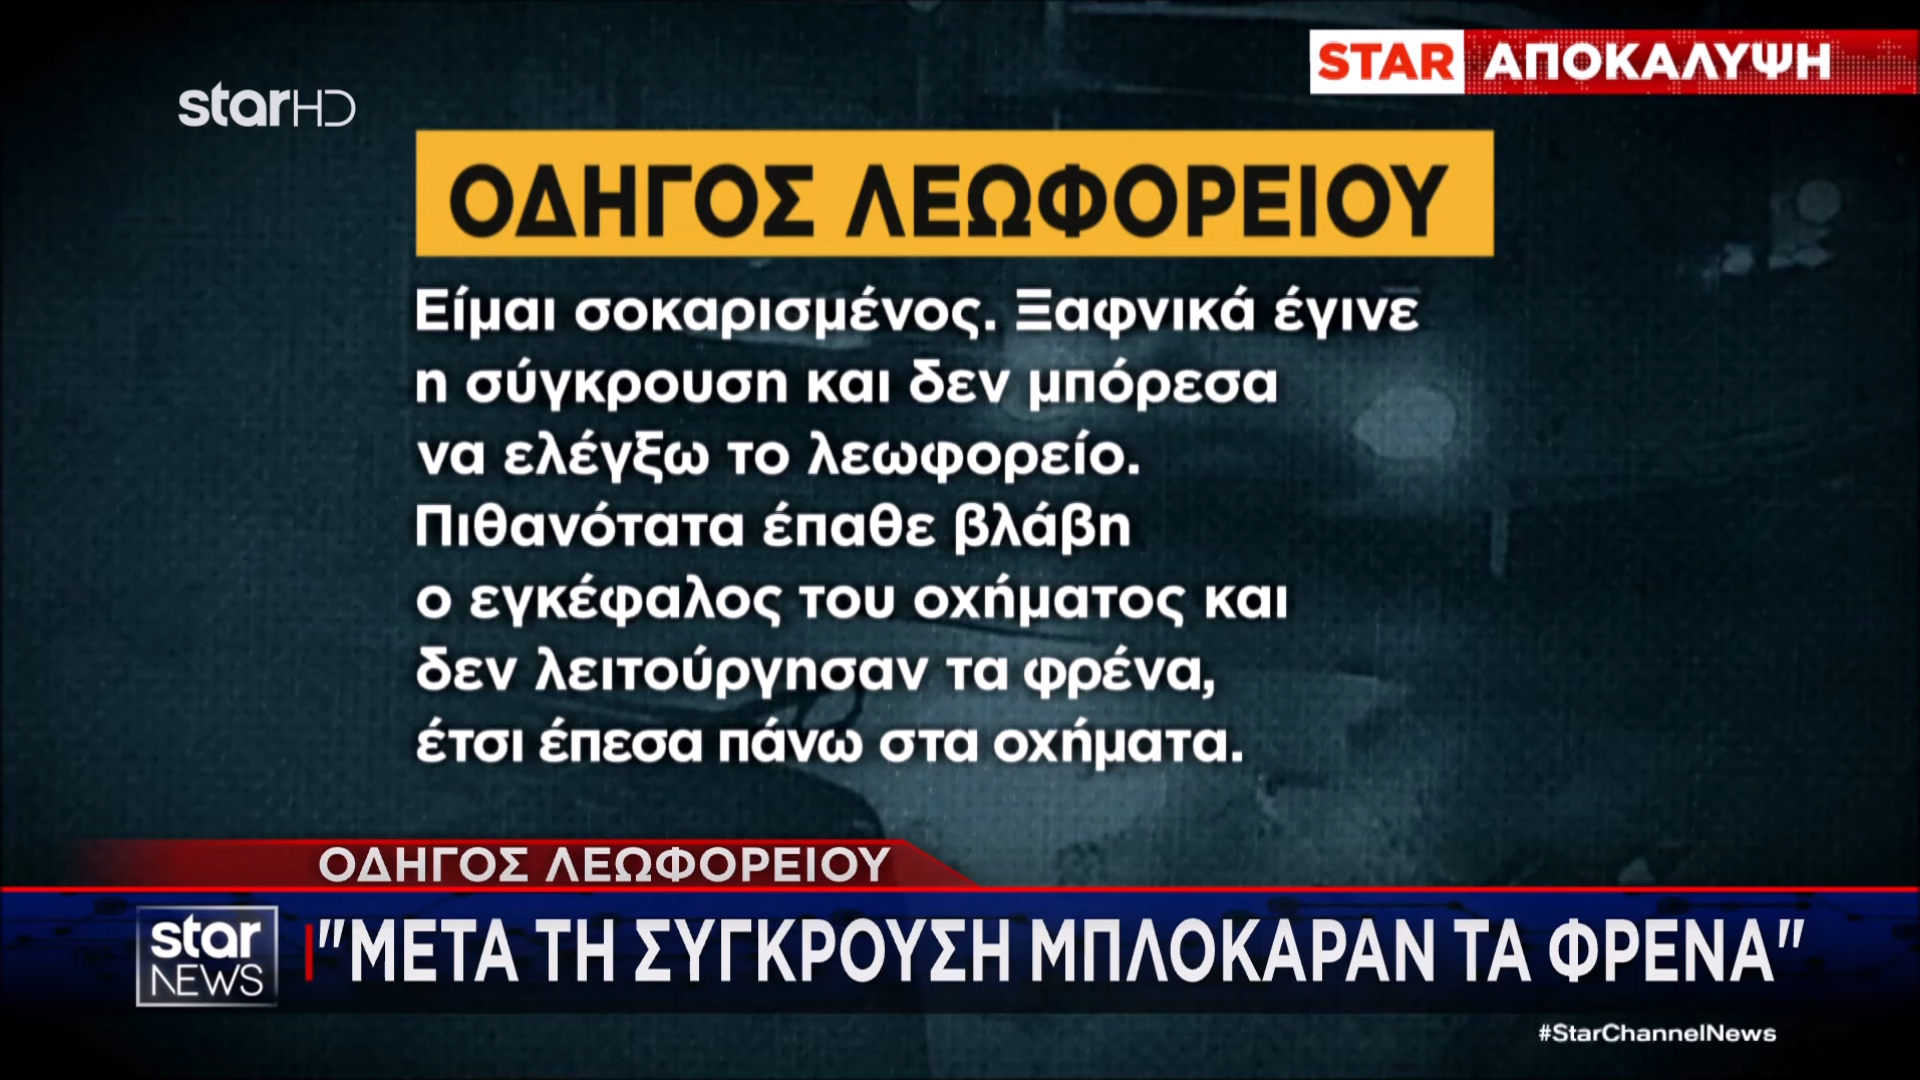 STAR ΑΠΟΚΑΛΥΨΗ
starHD
ΟΔΗΓΟΣ ΛΕΩΦΟΡΕΙΟΥ
Είμαι σοκαρισμένος. Ξαφνικά έγινε
η σύγκρουση και δεν μπόρεσα
να ελέγξω το λεωφορείο.
Πιθανότατα έπαθε βλάβη
ο εγκέφαλος του οχήματος και
δεν λειτούργησαν τα φρένα,
έτσι έπεσα πάνω στα οχήματα.
ΟΔΗΓΟΣ ΛΕΩΦΟΡΕΙΟΥ
star
NEWS
"ΜΕΤΑ ΤΗ ΣΥΓΚΡΟΥΣΗ ΜΠΛΟΚΑΡΑΝ ΤΑ ΦΡΕΝΑ"
#StarChannelNews